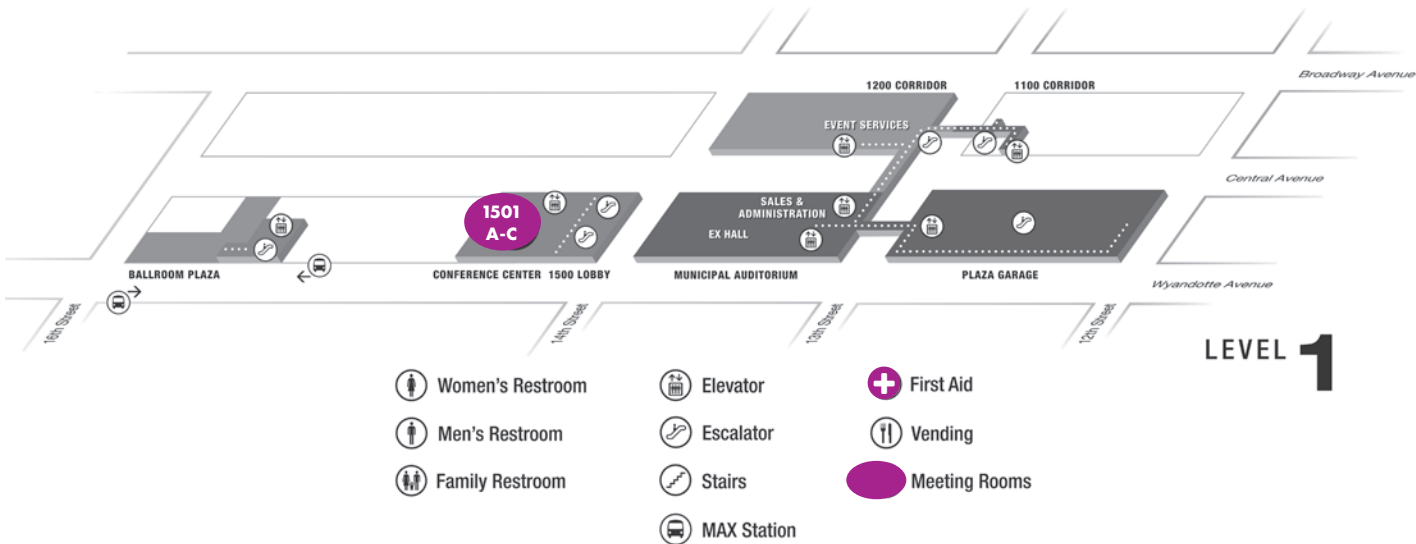 Broadway Avenue
1200 CORRIDOR
1100 CORRIDOR
EVENT SERVICES
Central Avenue
1501
A-C
SALES &
ADMINISTRATION
EX HALL
BALLROOM PLAZA
CONFERENCE CENTER 1500 LOBBY
MUNICIPAL AUDITORIUM
PLAZA GARAGE
Wyandotte Avenue
16th Street
14th Street
13th Street
12th Street
LEVEL 1
Women's Restroom
Elevator
First Aid
Men's Restroom
Escalator
Vending
Family Restroom
Stairs
Meeting Rooms
MAX Station